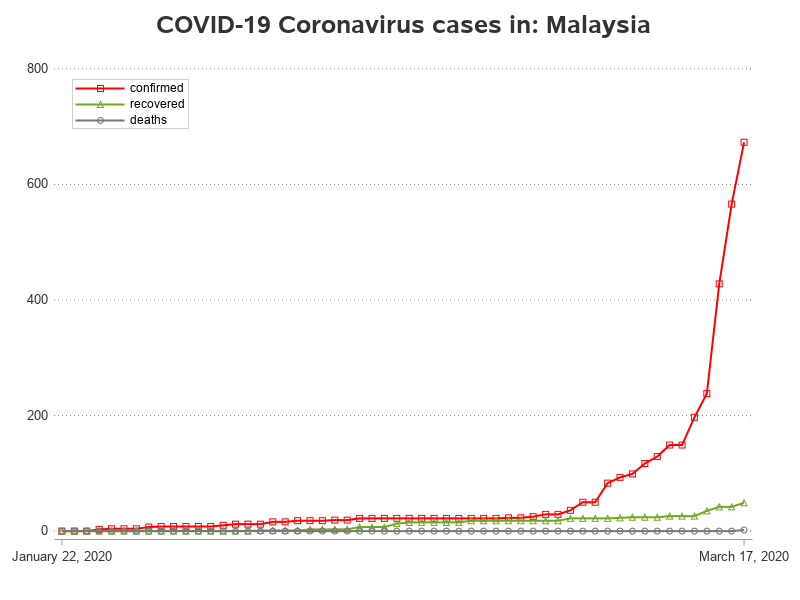 COVID-19 Coronavirus cases in: Malaysia
800
confirmed
recovered
deaths
600
400
200
0
January 22, 2020
March 17, 2020